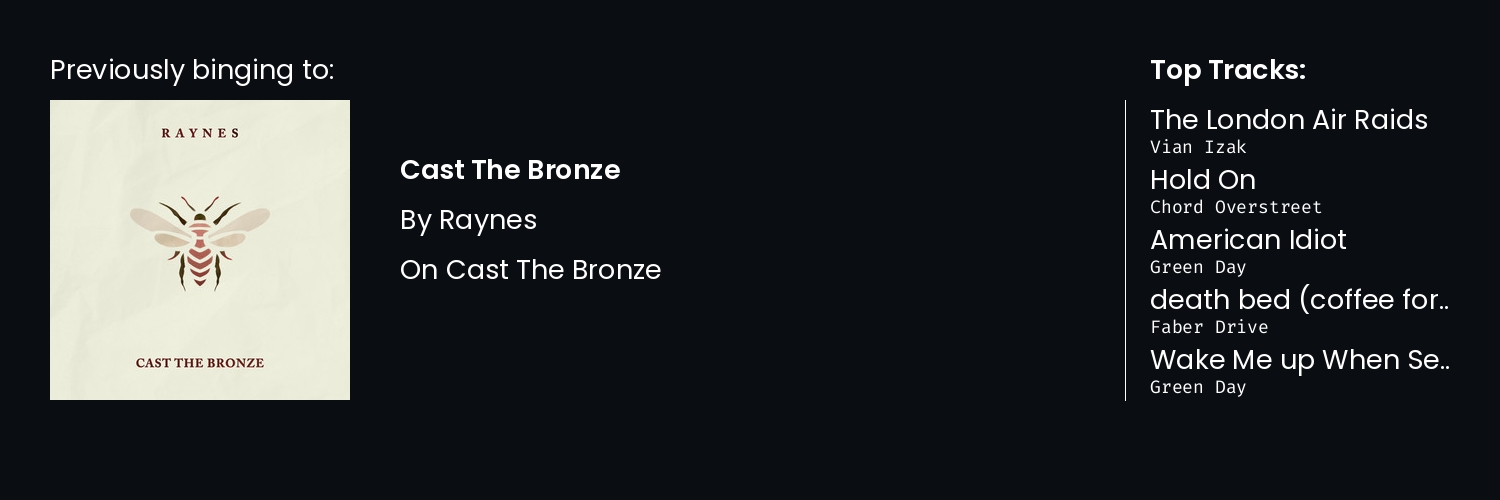 Previously binging to:
RAYNES
CAST THE BRONZE
Cast The Bronze
By Raynes
On Cast The Bronze
Top Tracks:
The London Air Raids
Vian Izak
Hold On
Chord Overstreet
American Idiot
Green Day
death bed (coffee for..
Faber Drive
Wake Me up When Se..
Green Day